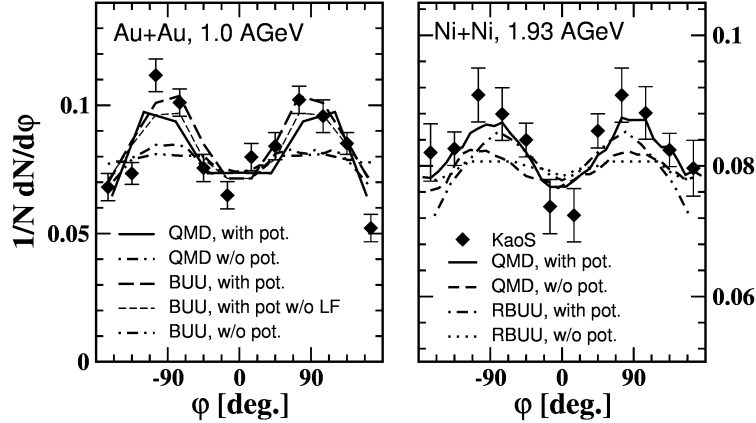 Au+Au, 1.0 AGeV
Ni+Ni, 1.93 AGeV
0.1
0.1
1/N dN/dφ
0.08
0.05
QMD, with pot.
QMD w/o pot.
BUU, with pot.
BUU, with pot w/o LF
BUU, w/o pot.
KaoS
QMD, with pot.
QMD, w/o pot.
RBUU, with pot.
RBUU, w/o pot.
0.06
0
-90 0 90
-90 0 90
φ [deg.]
φ [deg.]